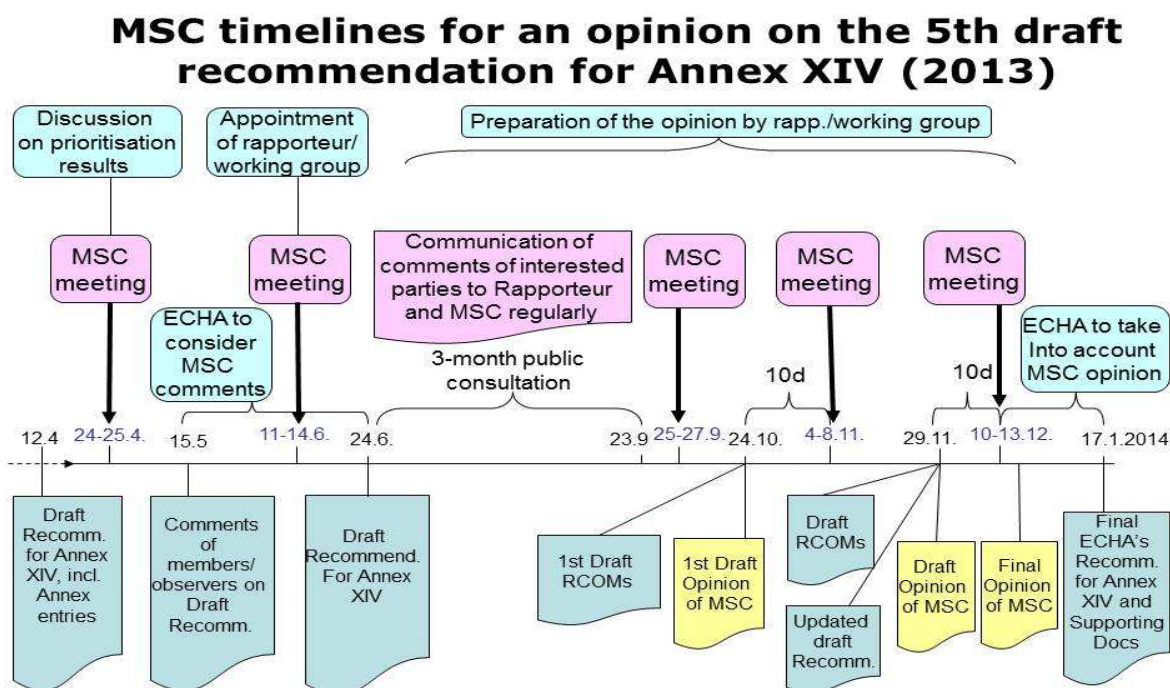 MSC timelines for an opinion on the 5th draft
recommendation for Annex XIV (2013)
Discussion
on prioritisation
results
Appointment
of rapporteur/
working group
Preparation of the opinion by rapp./working group
MSC
meeting
MSC
meeting
Communication of
comments of interested
parties to Rapporteur
and MSC regularly
MSC
meeting
MSC
meeting
MSC
meeting
ECHA to
consider
MSC
comments
3-month public
consultation
10d
10d
ECHA to take
Into account
MSC opinion
12.4
24-25.4.
15.5
11-14.6.
24.6.
23.9
25-27.9.
24.10.
4-8.11.
29.11.
10-13.12.
17.1.2014
Draft
Recomm.
for Annex
XIV, incl.
Annex
entries
Comments
of
members/
observers on
Draft
Recomm.
Draft
Recommend.
For Annex
XIV
1st Draft
RCOMs
1st Draft
Opinion
of MSC
Draft
RCOMs
Updated
draft
Recomm.
Draft
Opinion
of MSC
Final
Opinion
of MSC
Final
ECHA's
Recomm.
for Annex
XIV and
Supporting
Docs